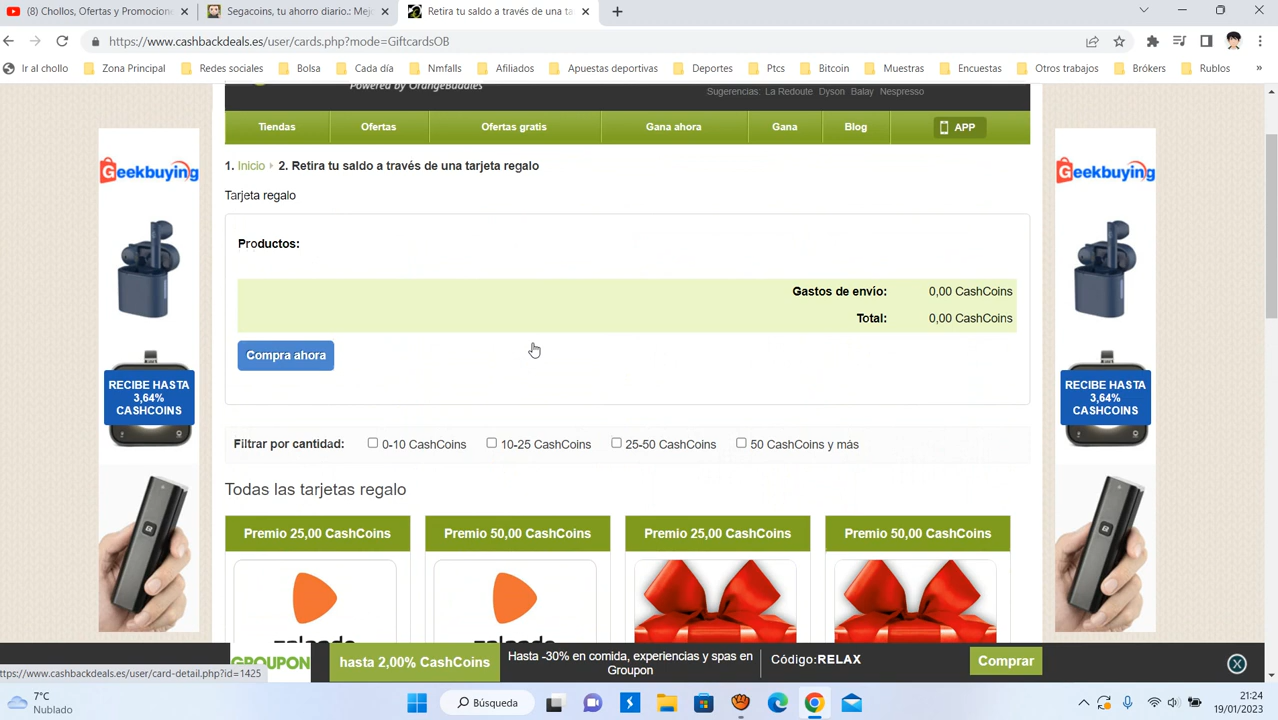 (8) Chollos, Ofertas y Promocione
Segacoins, tu ahorro diario.: Mej
Retira tu saldo a través de una ta
https://www.cashbackdeals.es/user/cards.php?mode=GiftcardsOB
Ir al chollo
Zona Principal
Redes sociales
Bolsa
Cada día
Nmfalls
Afiliados
Apuestas deportivas
Deportes
Ptcs
Bitcoin
Muestras
Encuestas
Otros trabajos
Brókers
Rublos
»
Powered by OrangeBuddies
Sugerencias: La Redoute Dyson Balay Nespresso
Tiendas
Ofertas
Ofertas gratis
Gana ahora
Gana
Blog
APP
1. Inicio 2. Retira tu saldo a través de una tarjeta regalo
Tarjeta regalo
Productos:
Gastos de envío: 0,00 CashCoins
Total: 0,00 CashCoins
Compra ahora
Geekbuying
RECIBE HASTA
3,64%
CASHCOINS
Geekbuying
RECIBE HASTA
3,64%
CASHCOINS
Filtrar por cantidad: 0-10 CashCoins 10-25 CashCoins 25-50 CashCoins 50 CashCoins y más
Todas las tarjetas regalo
Premio 25,00 CashCoins
Premio 50,00 CashCoins
Premio 25,00 CashCoins
Premio 50,00 CashCoins
zalando
zalando
GROUPON
hasta 2,00% CashCoins
Hasta -30% en comida, experiencias y spas en
Groupon
Código:RELAX
Comprar
ttps://www.cashbackdeals.es/user/card-detail.php?id=1425
7°C
Nublado
Búsqueda
21:24
19/01/2023